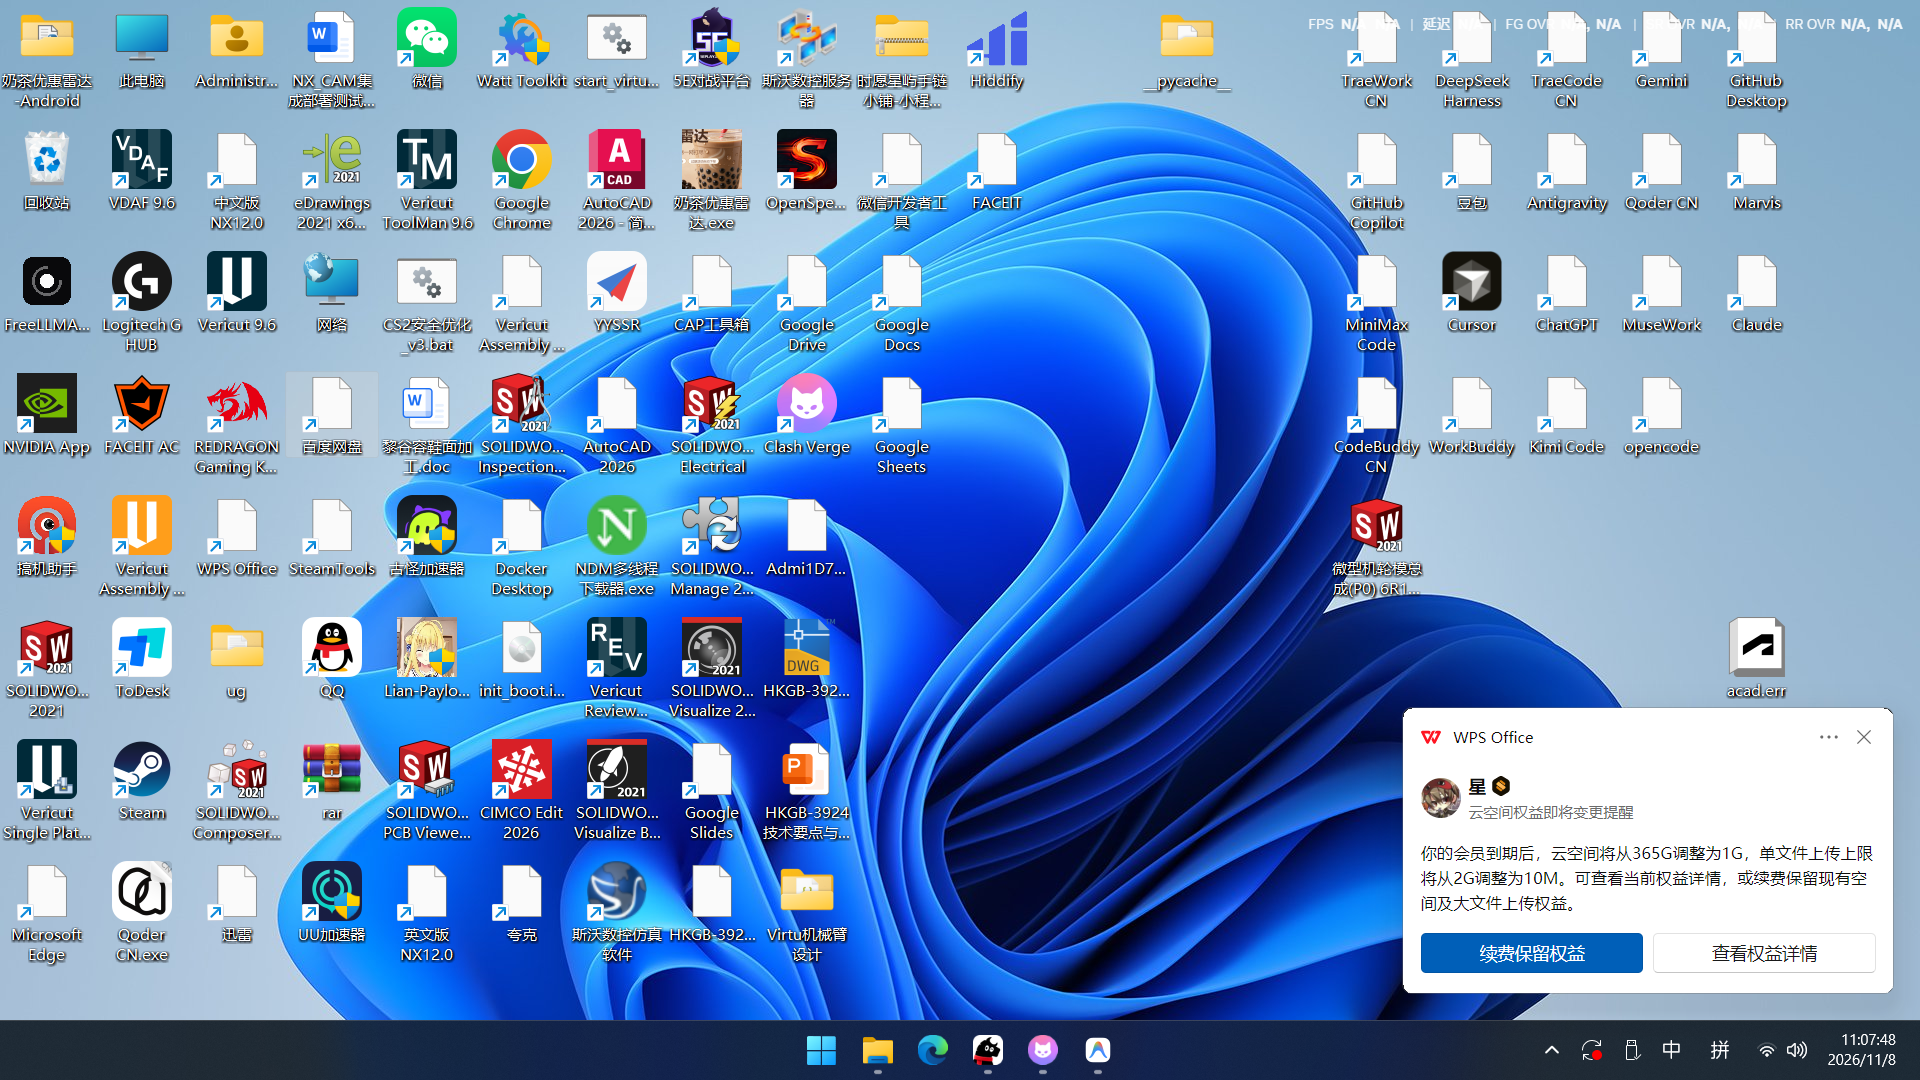 FPS N/A N/A | 延迟 N/A | FG OVR N/A, N/A | SR OVR N/A, N/A | RR OVR N/A, N/A
奶茶优惠雷达
-Android
此电脑
Administr...
NX_CAM集
成部署测试...
微信
Watt Toolkit
start_virtu...
5E对战平台
斯沃数控服务
器
时愿星屿手链
小铺-小程...
Hiddify
__pycache__
TraeWork
CN
DeepSeek
Harness
TraeCode
CN
Gemini
GitHub
Desktop
回收站
VDAF 9.6
中文版
NX12.0
eDrawings
2021 x6...
Vericut
ToolMan 9.6
Google
Chrome
AutoCAD
2026 - 简...
奶茶优惠雷
达.exe
OpenSpe...
微信开发者工
具
FACEIT
GitHub
Copilot
豆包
Antigravity
Qoder CN
Marvis
FreeLLMA...
Logitech G
HUB
Vericut 9.6
网络
CS2安全优化
_v3.bat
Vericut
Assembly ...
YYSSR
CAP工具箱
Google
Drive
Google
Docs
MiniMax
Code
Cursor
ChatGPT
MuseWork
Claude
NVIDIA App
FACEIT AC
REDRAGON
Gaming K...
百度网盘
黎谷容鞋面加
工.doc
SOLIDWO...
Inspection...
AutoCAD
2026
SOLIDWO...
Electrical
Clash Verge
Google
Sheets
CodeBuddy
CN
WorkBuddy
Kimi Code
opencode
搞机助手
Vericut
Assembly ...
WPS Office
SteamTools
古怪加速器
Docker
Desktop
NDM多线程
下载器.exe
SOLIDWO...
Manage 2...
Admi1D7...
微型机轮模总
成(P0) 6R1...
SOLIDWO...
2021
ToDesk
ug
QQ
Lian-Paylo...
init_boot.i...
Vericut
Review...
SOLIDWO...
Visualize 2...
HKGB-392...
acad.err
Vericut
Single Plat...
Steam
SOLIDWO...
Composer...
rar
SOLIDWO...
PCB Viewe...
CIMCO Edit
2026
SOLIDWO...
Visualize B...
Google
Slides
HKGB-3924
技术要点与...
Microsoft
Edge
Qoder
CN.exe
迅雷
UU加速器
英文版
NX12.0
夸克
斯沃数控仿真
软件
HKGB-392...
Virtu机械臂
设计
WPS Office
星
云空间权益即将变更提醒
你的会员到期后，云空间将从365G调整为1G，单文件上传上限
将从2G调整为10M。可查看当前权益详情，或续费保留现有空
间及大文件上传权益。
续费保留权益
查看权益详情
中
拼
11:07:48
2026/11/8